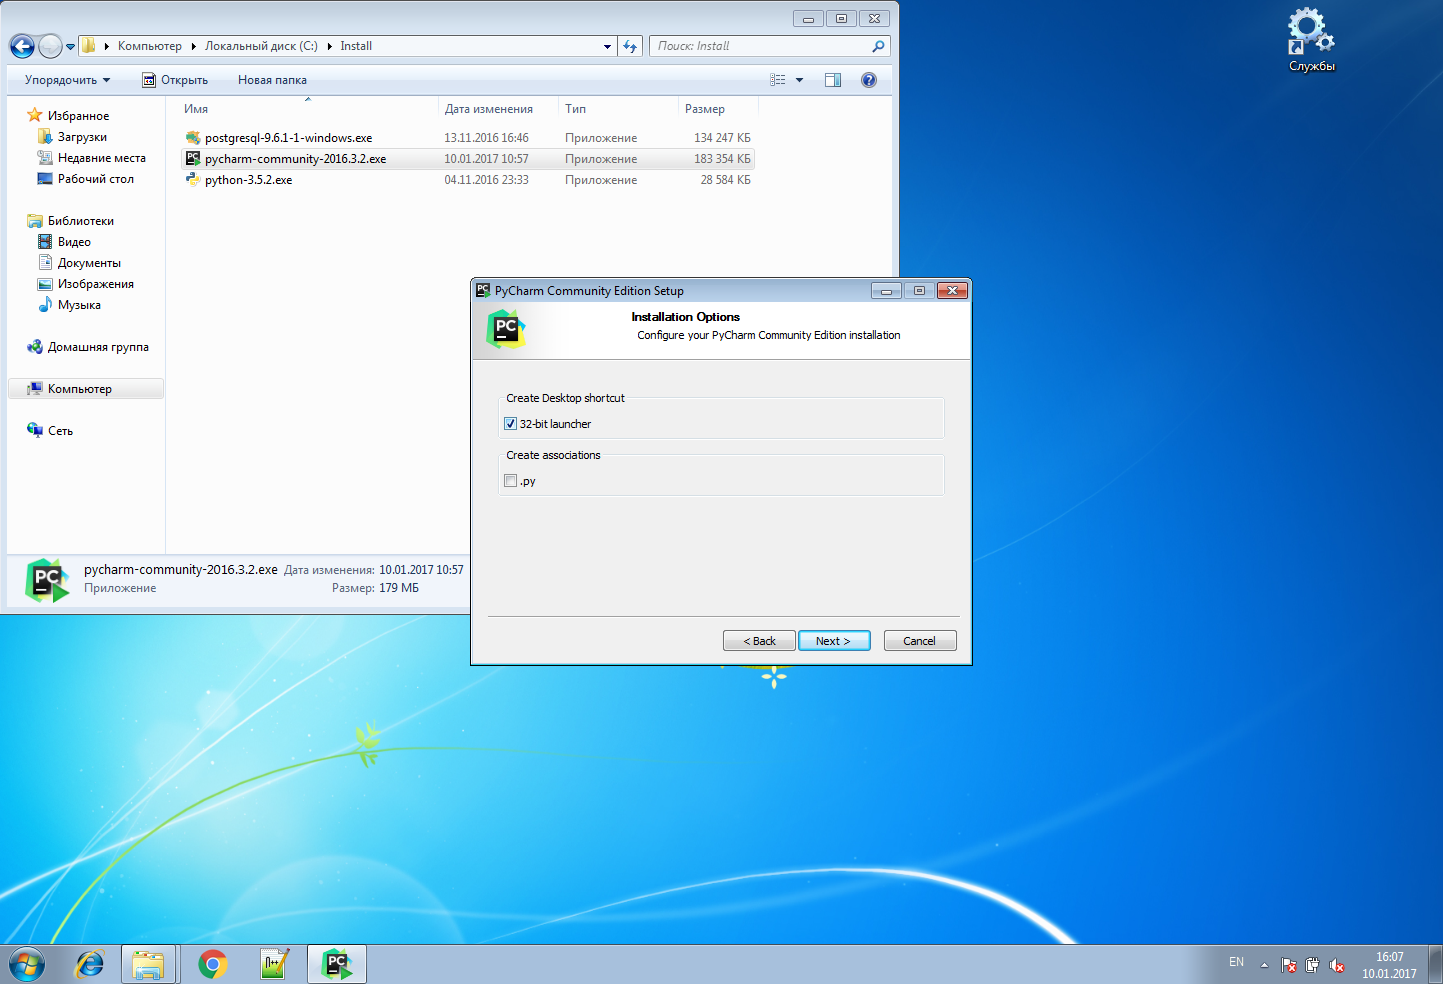 Компьютер Локальный диск (C:) Install
Поиск: Install
Службы
Упорядочить Открыть Новая папка
Имя Дата изменения Тип Размер
postgresql-9.6.1-1-windows.exe 13.11.2016 16:46 Приложение 134 247 КБ
pycharm-community-2016.3.2.exe 10.01.2017 10:57 Приложение 183 354 КБ
python-3.5.2.exe 04.11.2016 23:33 Приложение 28 584 КБ
Избранное
Загрузки
Недавние места
Рабочий стол
Библиотеки
Видео
Документы
Изображения
Музыка
Домашняя группа
Компьютер
Сеть
pycharm-community-2016.3.2.exe Дата изменения: 10.01.2017 10:57
Приложение Размер: 179 МБ
PC
PC
PyCharm Community Edition Setup
PC
Installation Options
Configure your PyCharm Community Edition installation
Create Desktop shortcut
32-bit launcher
Create associations
.py
< Back Next > Cancel
PC
EN
16:07
10.01.2017